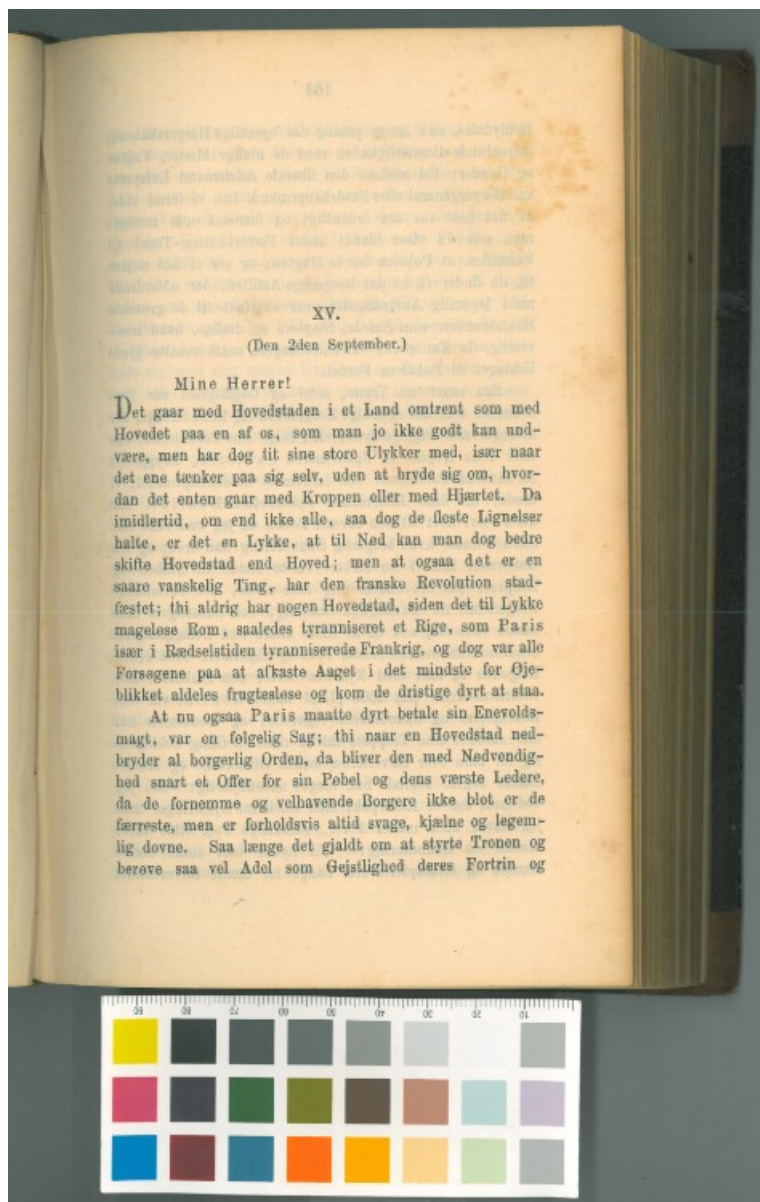 XV.
(Den 2den September.)
Mine Herrer!
Det gaar med Hovedstaden i et Land omtrent som med
Hovedet paa en af os, som man jo ikke godt kan und-
være, men har dog tit sine store Ulykker med, især naar
det ene tænker paa sig selv, uden at bryde sig om, hvor-
dan det enten gaar med Kroppen eller med Hjærtet. Da
imidlertid, om end ikke alle, saa dog de fleste Lignelser
halte, er det en Lykke, at til Nød kan man dog bedre
skifte Hovedstad end Hoved; men at ogsaa det er en
saare vanskelig Ting, har den franske Revolution stad-
fæstet; thi aldrig har nogen Hovedstad, siden det til Lykke
mageløse Rom, saaledes tyranniseret et Rige, som Paris
især i Rædselstiden tyranniserede Frankrig, og dog var alle
Forsøgene paa at afkaste Aaget i det mindste for Øje-
blikket aldeles frugtesløse og kom de dristige dyrt at staa.
At nu ogsaa Paris maatte dyrt betale sin Enevolds-
magt, var en følgelig Sag; thi naar en Hovedstad ned-
bryder al borgerlig Orden, da bliver den med Nødvendig-
hed snart et Offer for sin Pøbel og dens værste Ledere,
da de fornemme og velhavende Borgere ikke blot er de
færreste, men er forholdsvis altid svage, kjælne og legem-
lig dovne. Saa længe det gjaldt om at styrte Tronen og
berøve saa vel Adel som Gejstlighed deres Fortrin og
10 20 30 40 50 60 70 80 90